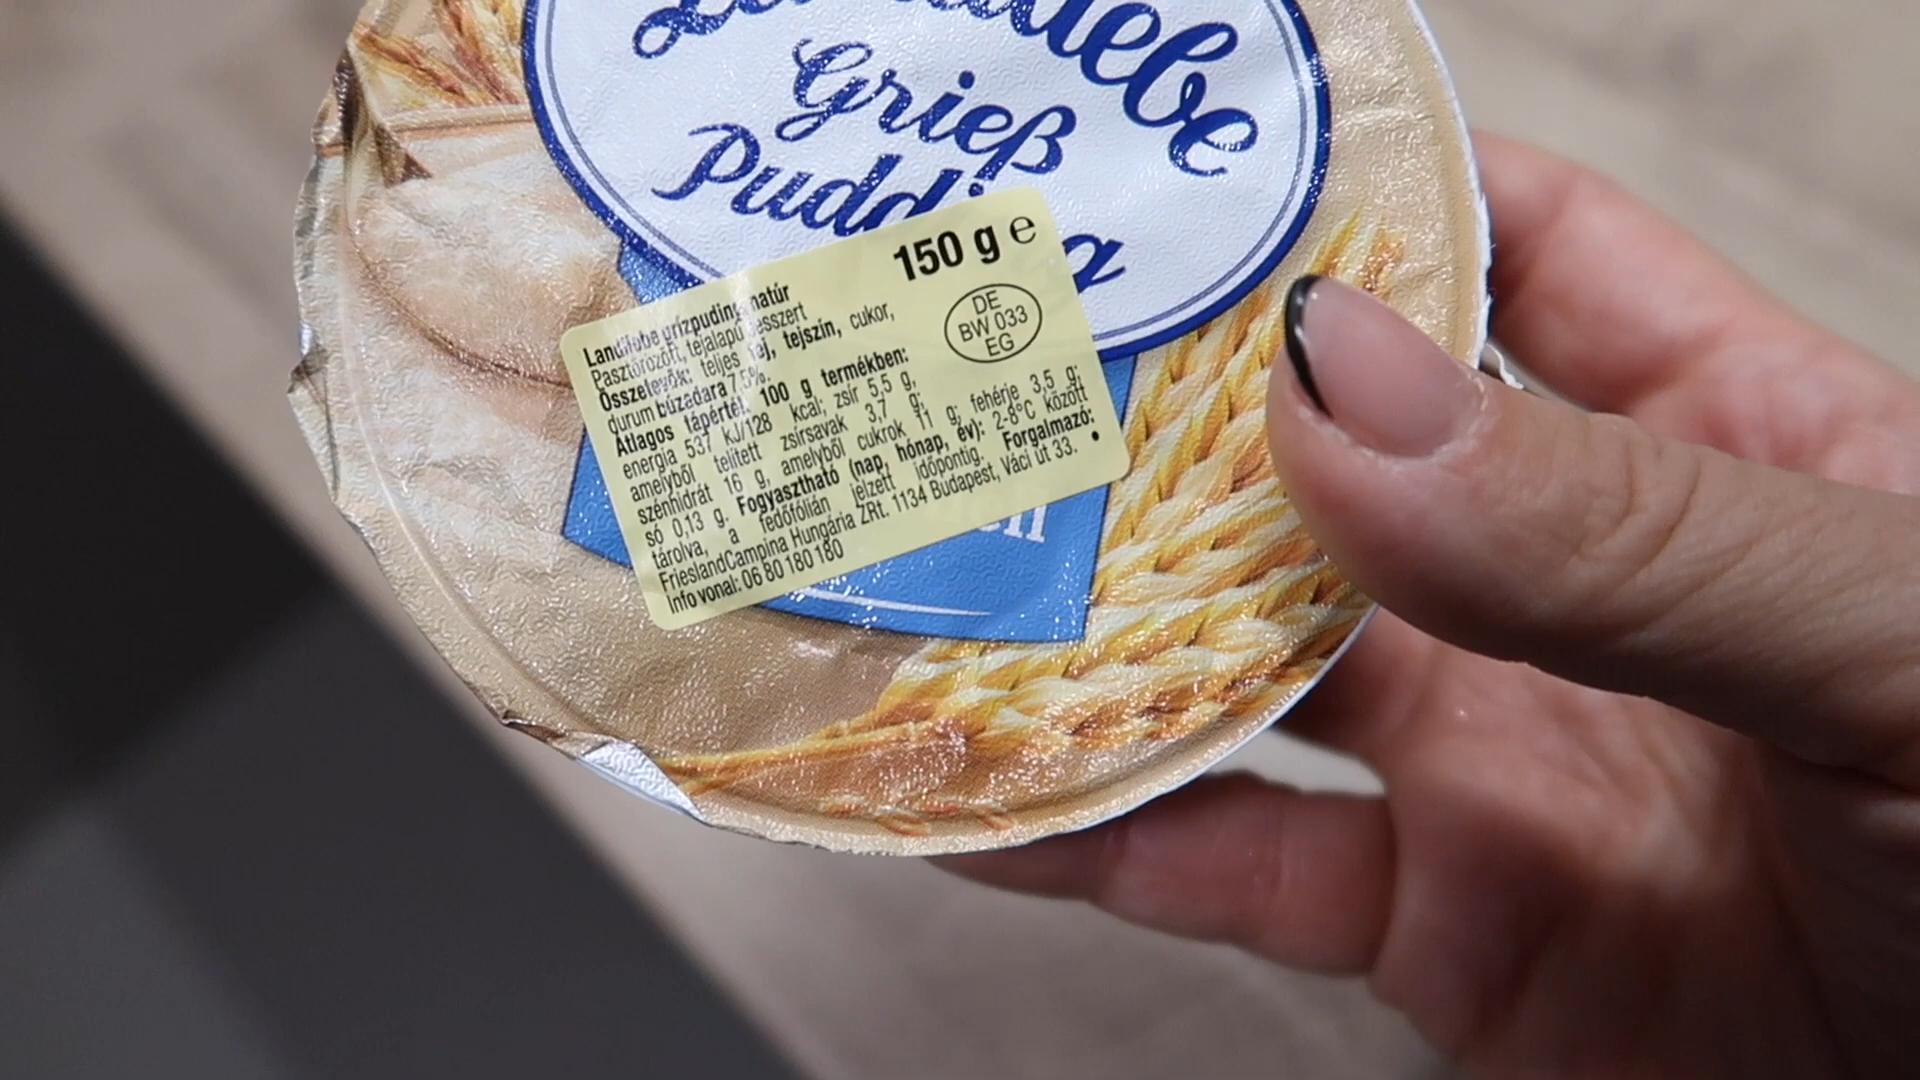 Grieß
Pudd
g
150 g ℮
Landliebe grízpuding natúr
Pasztőrözött, tejalapú desszert
Összetevők: teljes tej, tejszín, cukor,
durum búzadara 7,5%.
Átlagos tápérték 100 g termékben:
energia 537 kJ/128 kcal; zsír 5,5 g,
amelyből telített zsírsavak 3,7 g;
szénhidrát 16 g, amelyből cukrok 11 g; fehérje 3,5 g;
só 0,13 g. Fogyasztható (nap, hónap, év): 2-8°C között
tárolva, a fedőfólián jelzett időpontig. Forgalmazó:
FrieslandCampina Hungária ZRt. 1134 Budapest, Váci út 33. •
Info vonal: 06 80 180 180
DE
BW 033
EG